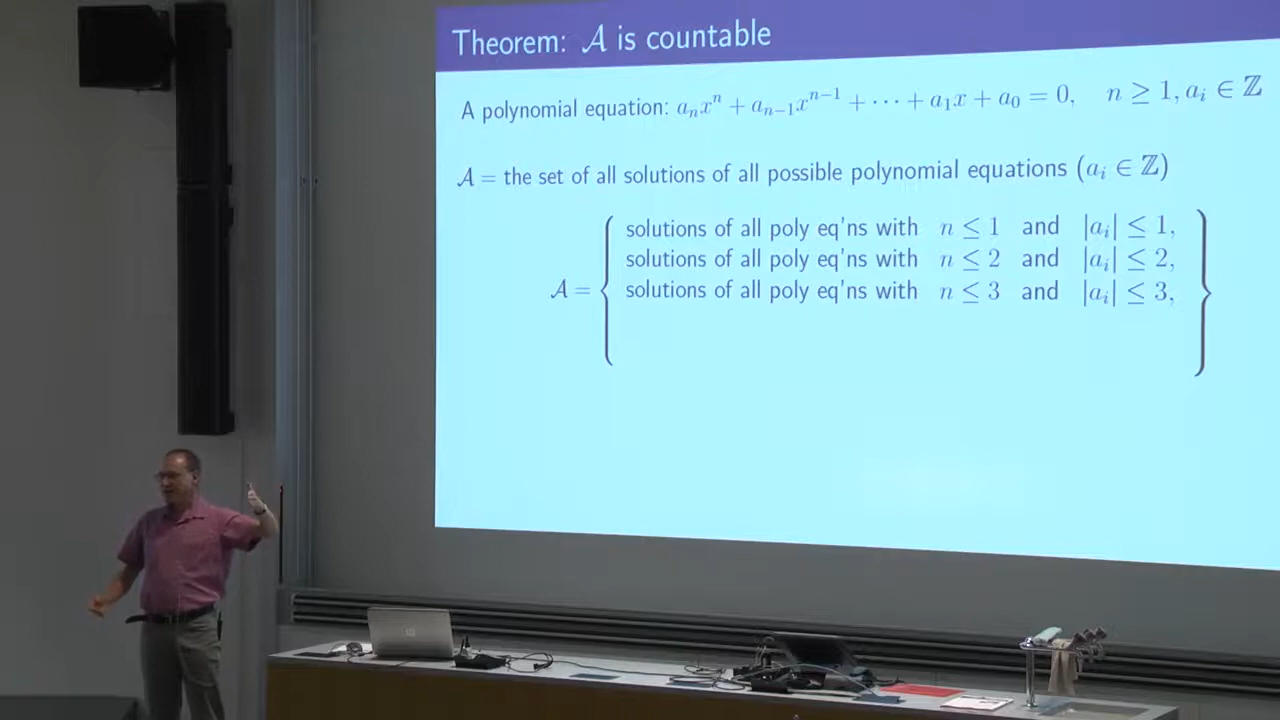 Theorem: 𝒜 is countable
A polynomial equation: aₙxⁿ + aₙ₋₁xⁿ⁻¹ + ⋯ + a₁x + a₀ = 0, n ≥ 1, aᵢ ∈ ℤ
𝒜 = the set of all solutions of all possible polynomial equations (aᵢ ∈ ℤ)
solutions of all poly eq'ns with n ≤ 1 and |aᵢ| ≤ 1,
solutions of all poly eq'ns with n ≤ 2 and |aᵢ| ≤ 2,
𝒜 = { solutions of all poly eq'ns with n ≤ 3 and |aᵢ| ≤ 3, }